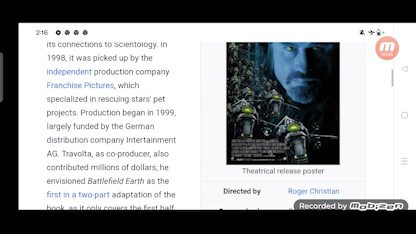 2:16
its connections to Scientology. In
1998, it was picked up by the
independent production company
Franchise Pictures, which
specialized in rescuing stars' pet
projects. Production began in 1999,
largely funded by the German
distribution company Intertainment
AG. Travolta, as co-producer, also
contributed millions of dollars; he
envisioned Battlefield Earth as the
first in a two-part adaptation of the
book, as it only covers the first half
Theatrical release poster
Directed by Roger Christian
Recorded by Mobizen